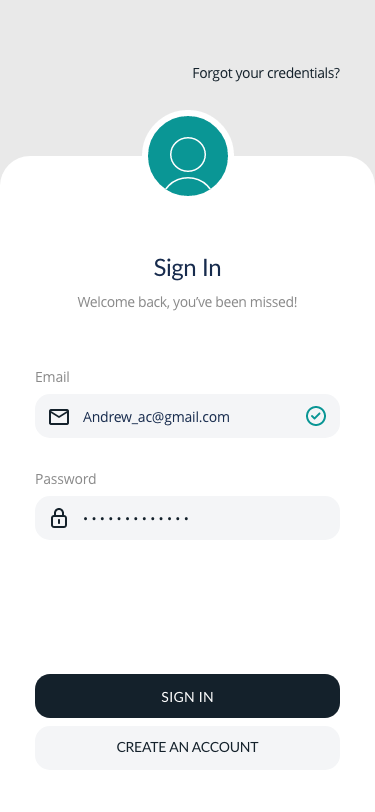 Forgot your credentials?
Sign In
Welcome back, you’ve been missed!
Email
Andrew_ac@gmail.com
Password
•••••••••••••
SIGN IN
CREATE AN ACCOUNT